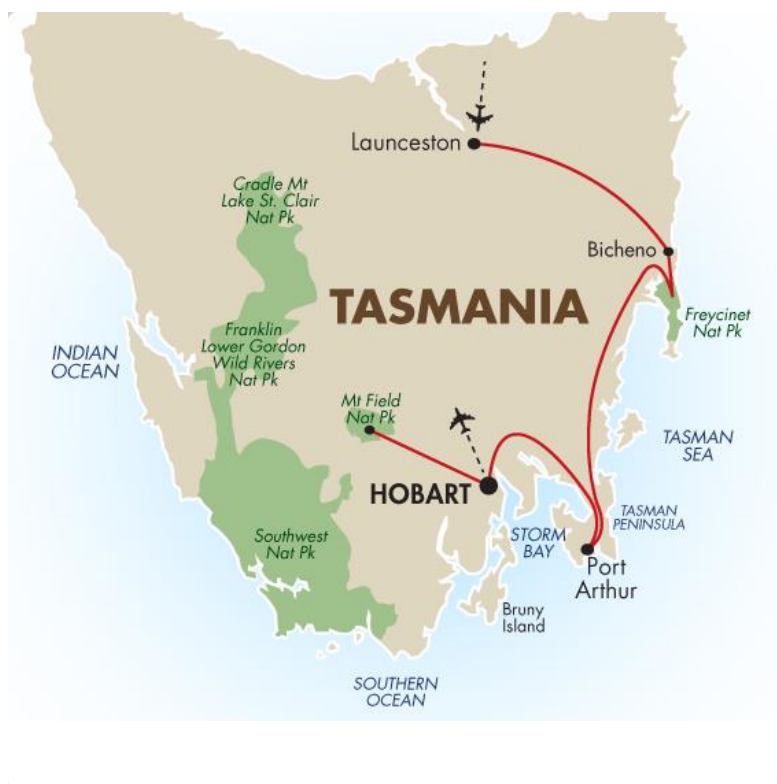 Launceston
Cradle Mt
Lake St. Clair
Nat Pk
Bicheno
TASMANIA
Freycinet
Nat Pk
Franklin
Lower Gordon
Wild Rivers
Nat Pk
INDIAN
OCEAN
Mt Field
Nat Pk
TASMAN
SEA
HOBART
TASMAN
PENINSULA
STORM
BAY
Southwest
Nat Pk
Port
Arthur
Bruny
Island
SOUTHERN
OCEAN